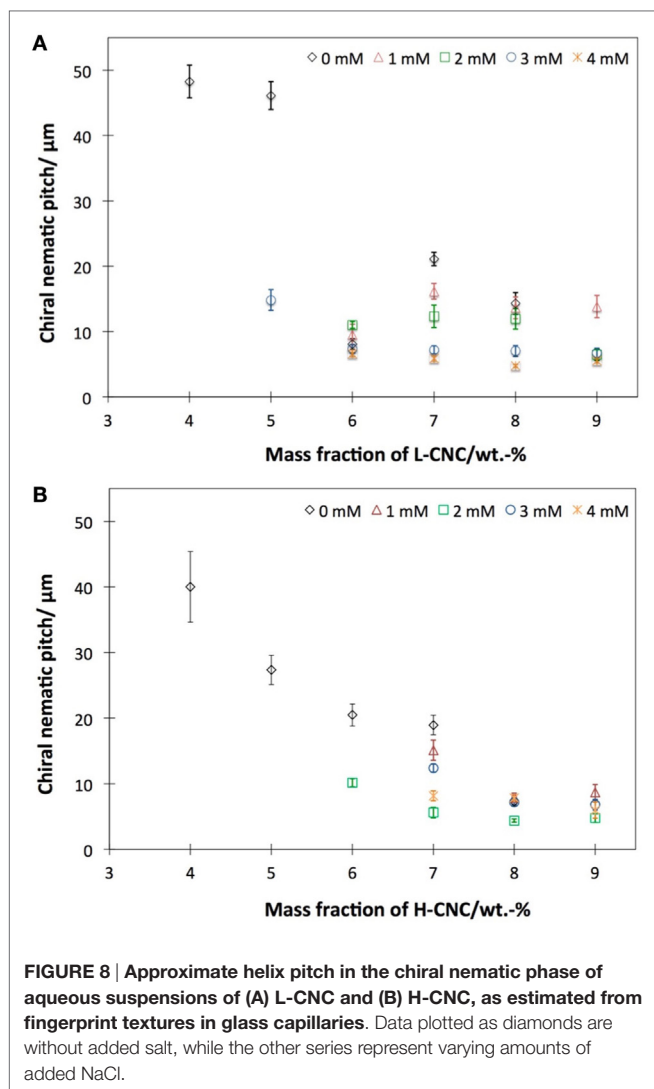 A
◇ 0 mM △ 1 mM □ 2 mM ○ 3 mM ✲ 4 mM
50
40
30
20
10
0
Chiral nematic pitch/ µm
3 4 5 6 7 8 9
Mass fraction of L-CNC/wt.-%
B
◇ 0 mM △ 1 mM □ 2 mM ○ 3 mM ✲ 4 mM
50
40
30
20
10
0
Chiral nematic pitch/ µm
3 4 5 6 7 8 9
Mass fraction of H-CNC/wt.-%
FIGURE 8 | Approximate helix pitch in the chiral nematic phase of
aqueous suspensions of (A) L-CNC and (B) H-CNC, as estimated from
fingerprint textures in glass capillaries. Data plotted as diamonds are
without added salt, while the other series represent varying amounts of
added NaCl.